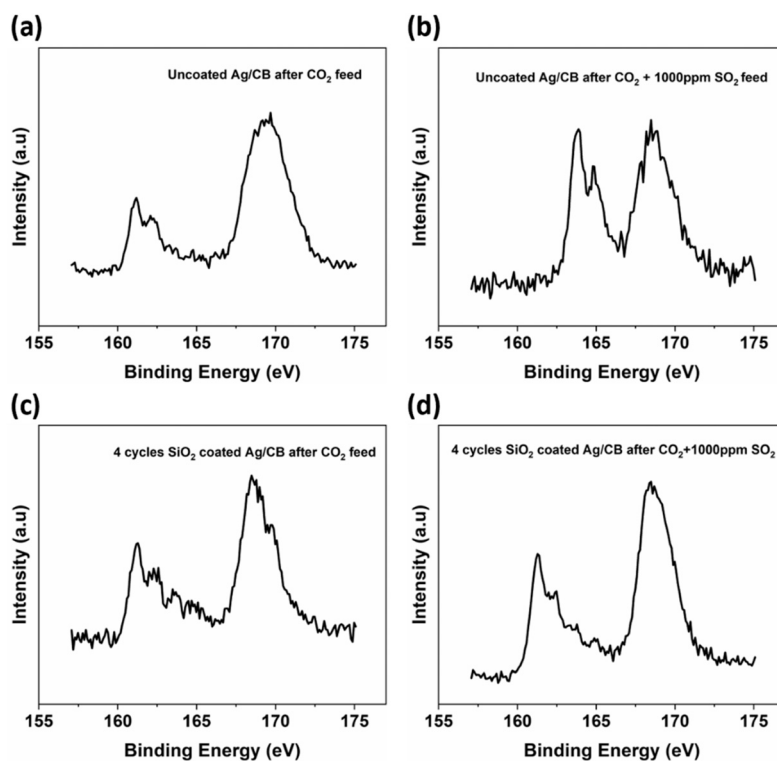 (a)
Uncoated Ag/CB after CO₂ feed
Intensity (a.u)
155 160 165 170 175
Binding Energy (eV)
(b)
Uncoated Ag/CB after CO₂ + 1000ppm SO₂ feed
Intensity (a.u)
155 160 165 170 175
Binding Energy (eV)
(c)
4 cycles SiO₂ coated Ag/CB after CO₂ feed
Intensity (a.u)
155 160 165 170 175
Binding Energy (eV)
(d)
4 cycles SiO₂ coated Ag/CB after CO₂+1000ppm SO₂
Intensity (a.u)
155 160 165 170 175
Binding Energy (eV)